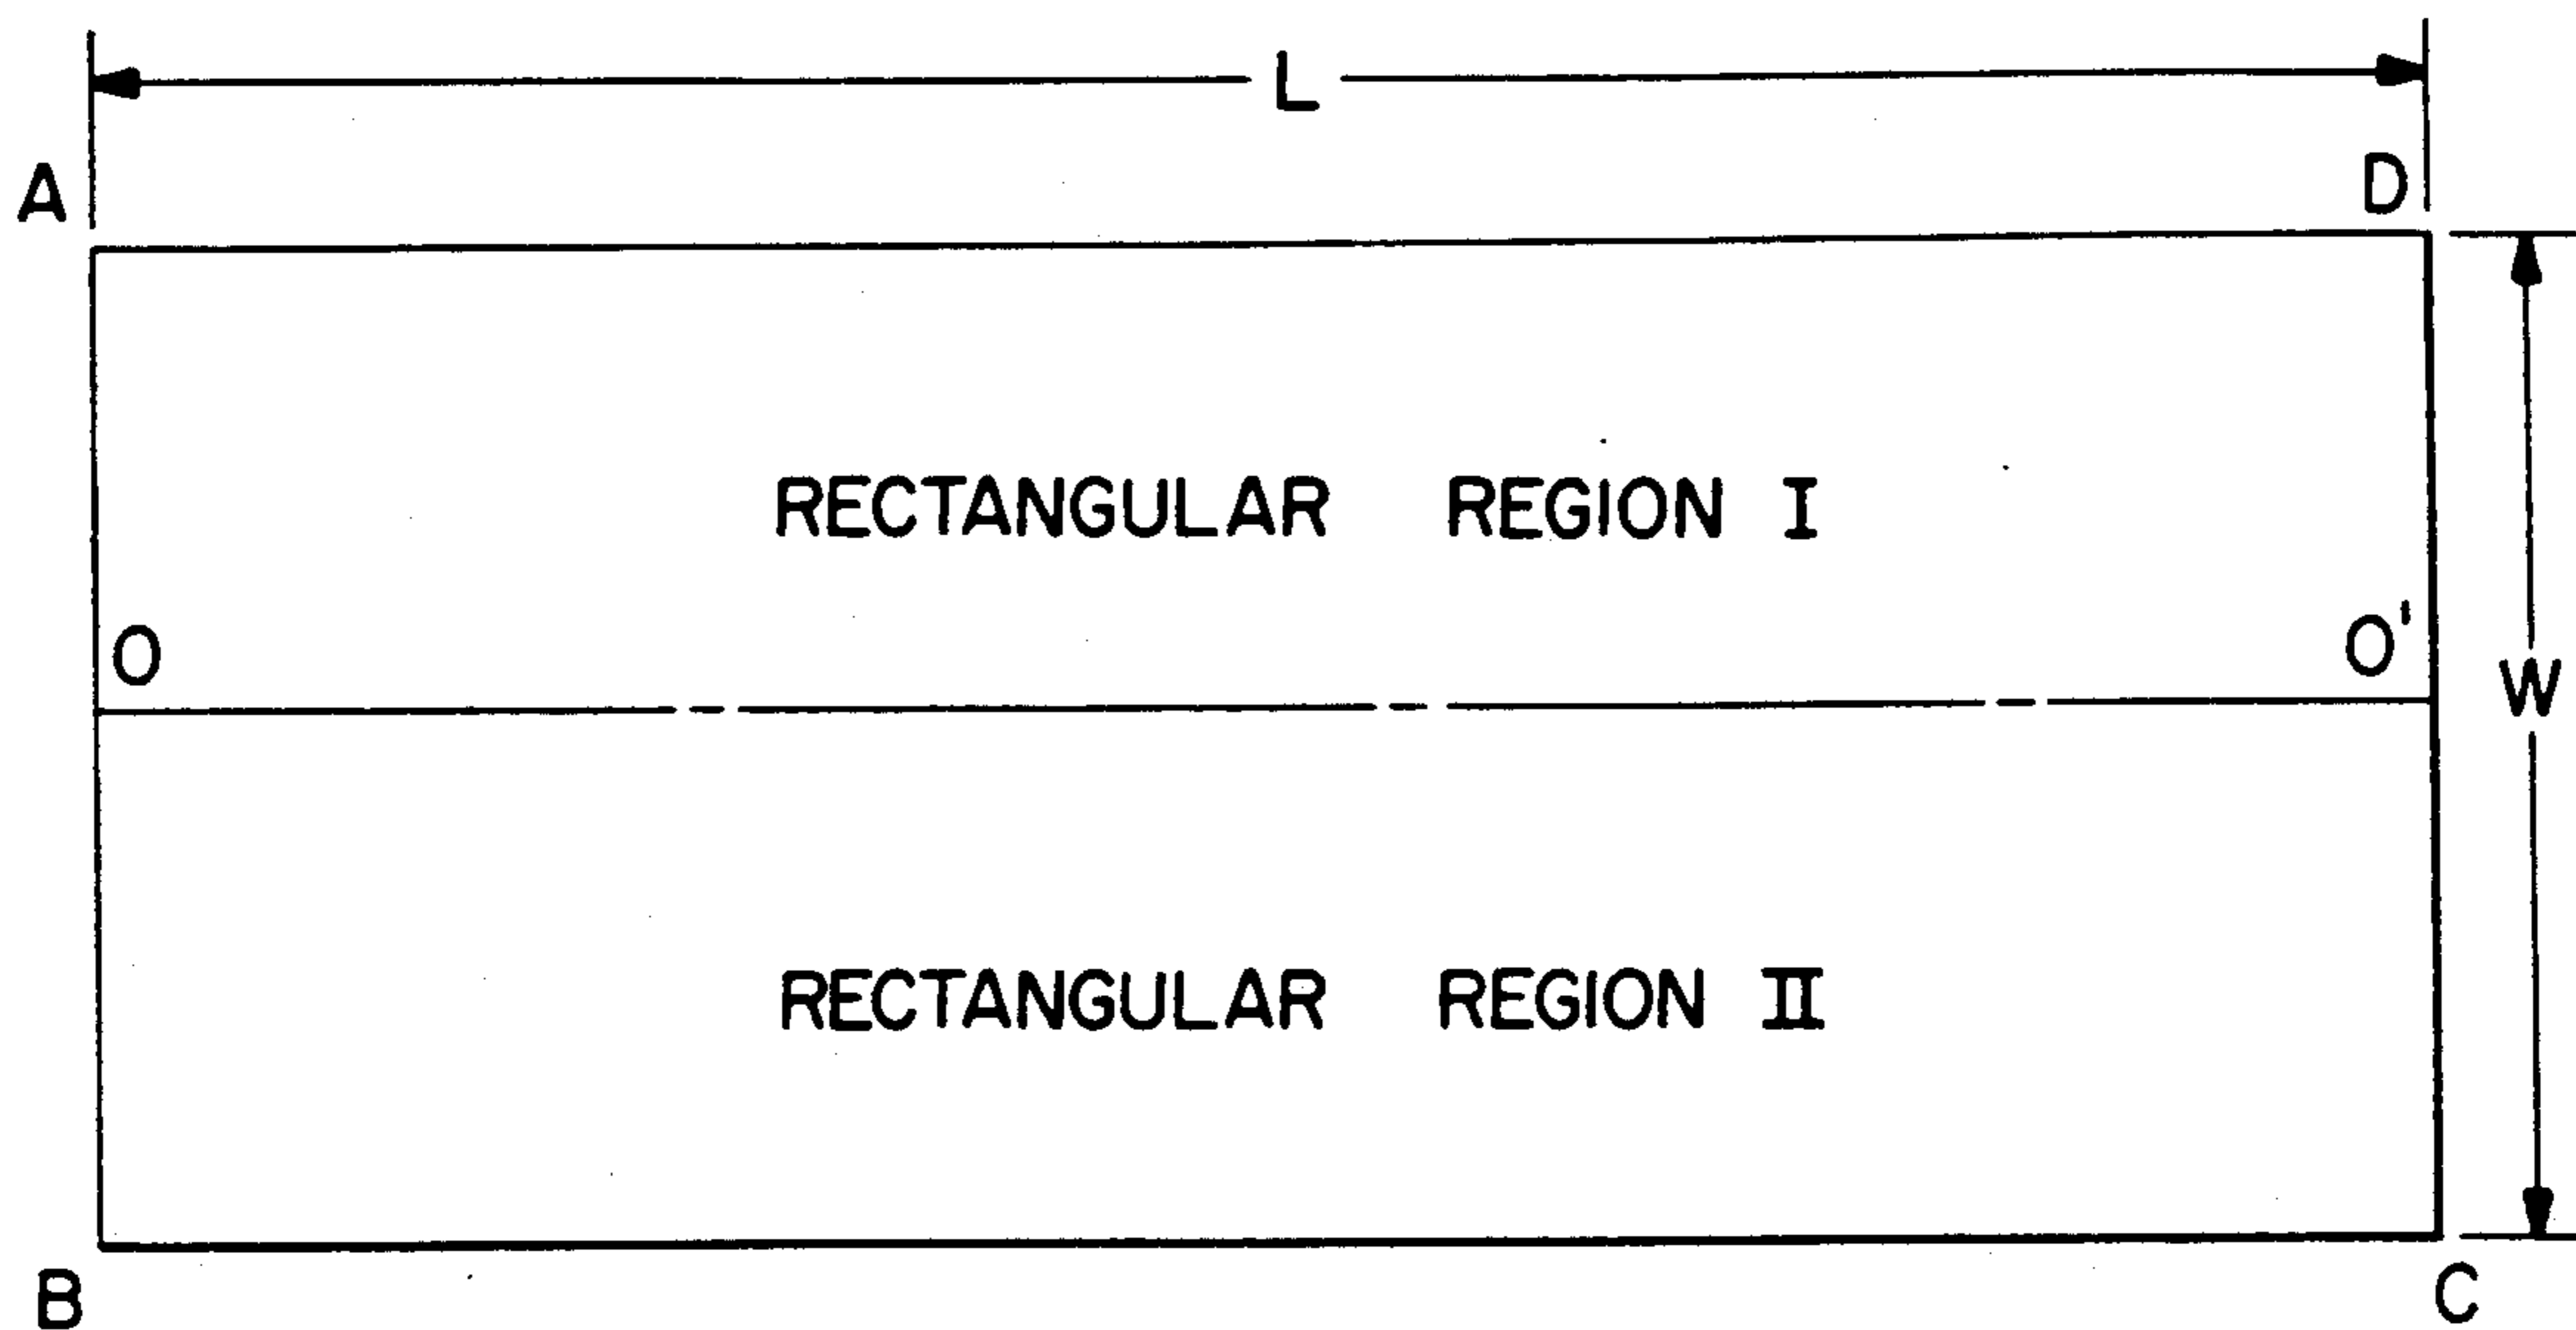 L
A D
RECTANGULAR REGION I
O O'
W
RECTANGULAR REGION II
B C